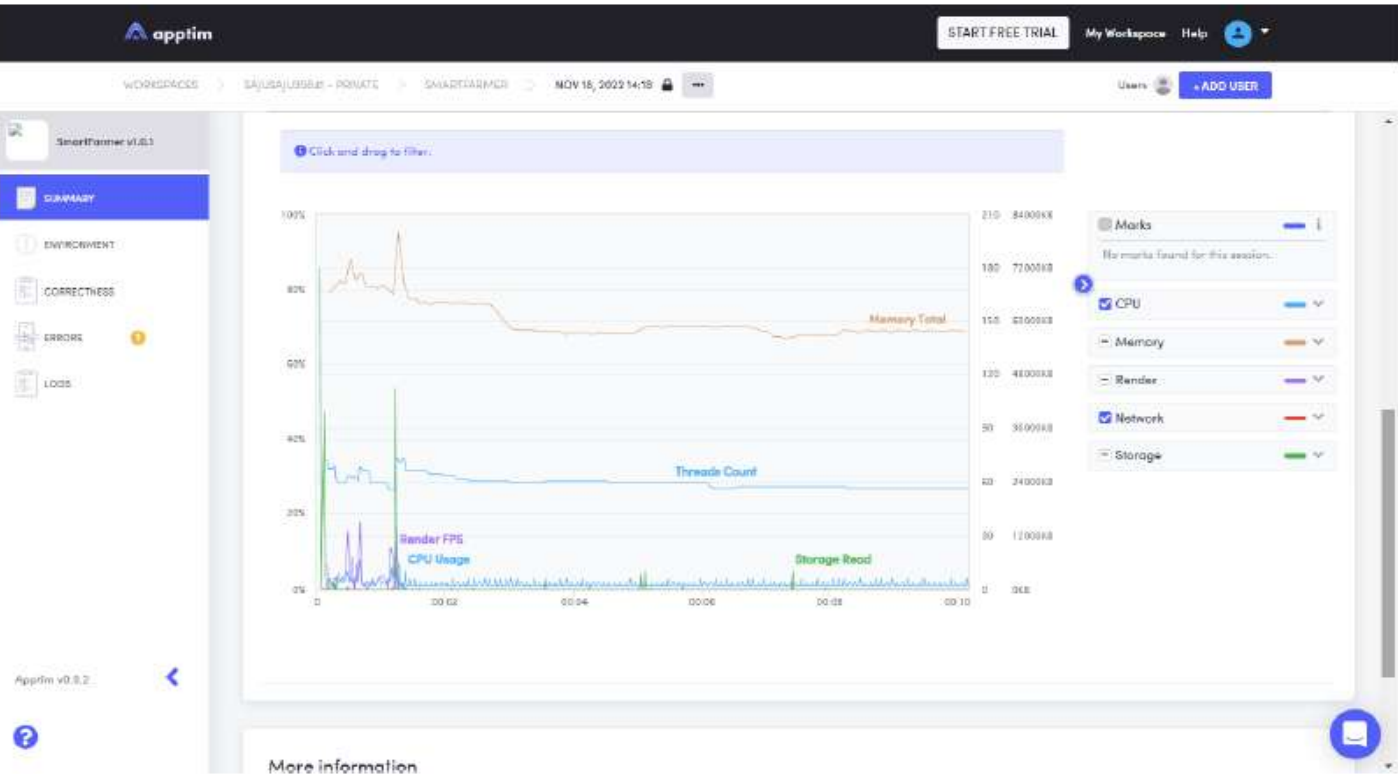 apptim
START FREE TRIAL
My Workspace
Help
WORKSPACES
SMARTFARMER
NOV 18, 2022 14:18
Users
+ ADD USER
SmartFarmer v1.0.1
SUMMARY
ENVIRONMENT
CORRECTNESS
ERRORS
LOGS
Click and drag to filter.
100%
80%
60%
40%
20%
0%
Memory Total
Threads Count
Render FPS
CPU Usage
Storage Read
0
00:02
00:04
00:06
00:08
00:10
210 84000KB
180 72000KB
150 60000KB
120 48000KB
90 36000KB
60 24000KB
30 12000KB
0 0KB
Marks
No marks found for this session.
CPU
Memory
Render
Network
Storage
Apptim v0.9.2
More information